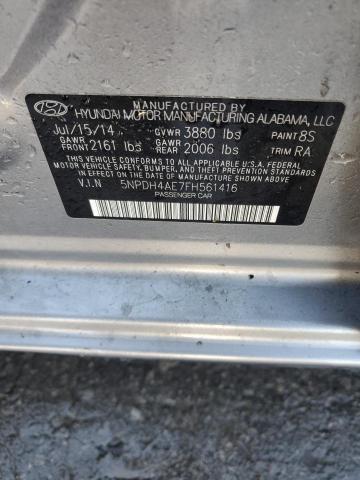 MANUFACTURED BY
HYUNDAI MOTOR MANUFACTURING ALABAMA, LLC
Jul/15/14 GVWR 3880 lbs PAINT 8S
GAWR FRONT 2161 lbs GAWR REAR 2006 lbs TRIM RA
THIS VEHICLE CONFORMS TO ALL APPLICABLE U.S.A. FEDERAL
MOTOR VEHICLE SAFETY, BUMPER, AND THEFT PREVENTION STANDARDS
IN EFFECT ON THE DATE OF MANUFACTURE SHOWN ABOVE.
V.I.N 5NPDH4AE7FH561416
PASSENGER CAR